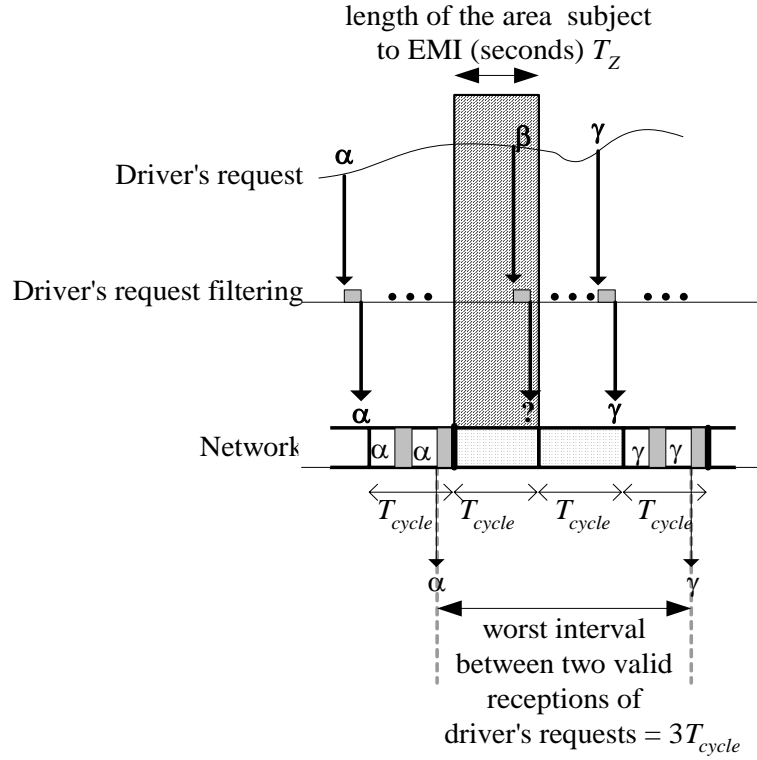 length of the area subject
to EMI (seconds) T_Z
β
γ
α
Driver's request
Driver's request filtering
α ? γ
Network
α α γ γ
T_cycle T_cycle T_cycle T_cycle
α γ
worst interval
between two valid
receptions of
driver's requests = 3T_cycle